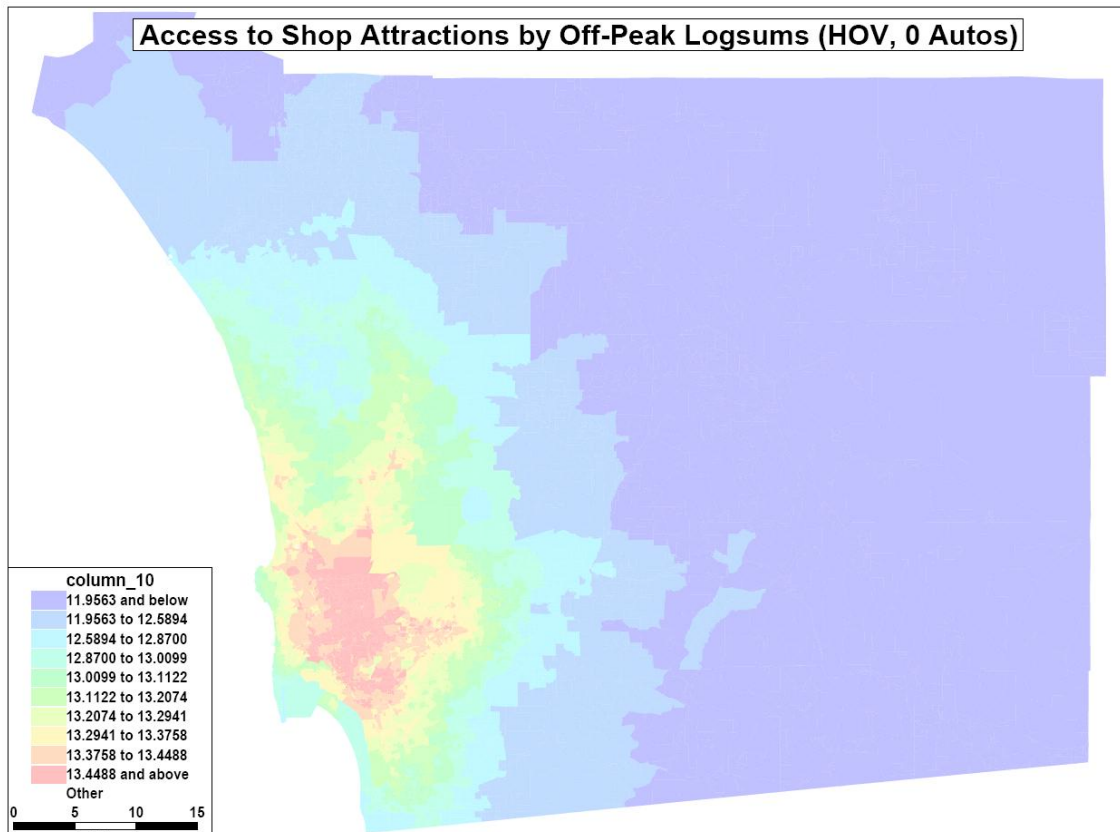 Access to Shop Attractions by Off-Peak Logsums (HOV, 0 Autos)
column_10
11.9563 and below
11.9563 to 12.5894
12.5894 to 12.8700
12.8700 to 13.0099
13.0099 to 13.1122
13.1122 to 13.2074
13.2074 to 13.2941
13.2941 to 13.3758
13.3758 to 13.4488
13.4488 and above
Other
0 5 10 15